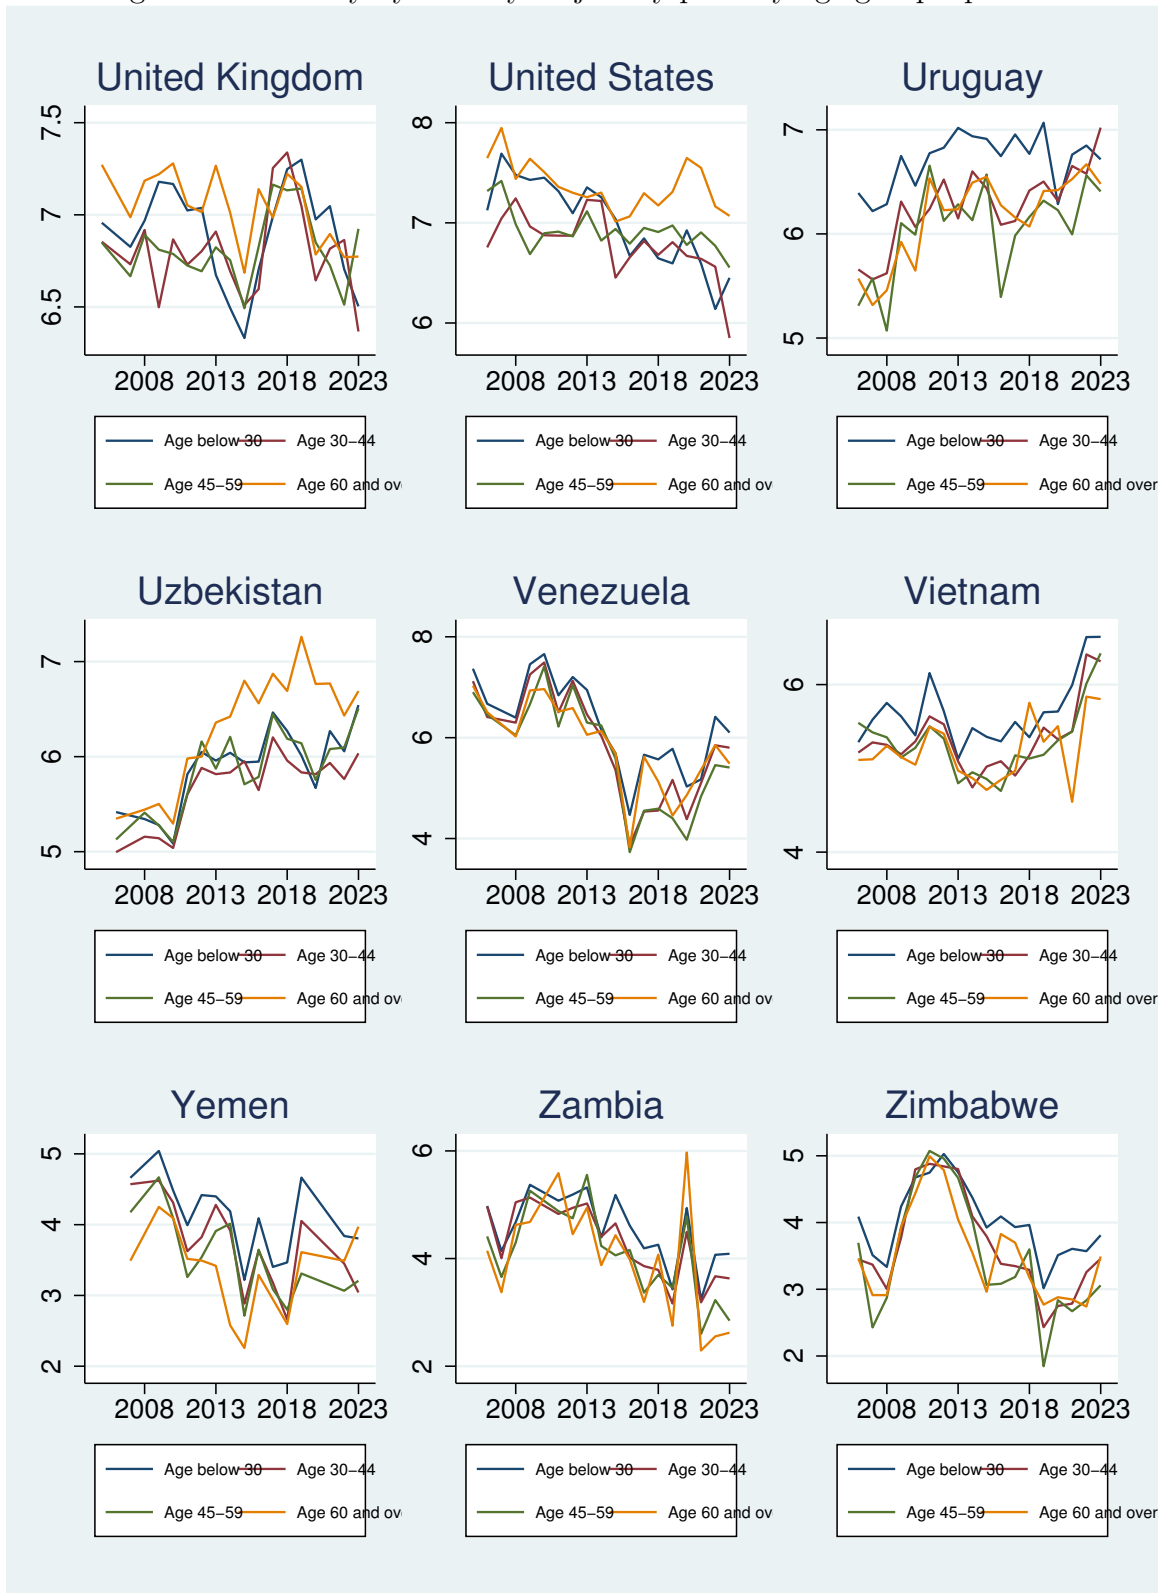 United Kingdom United States Uruguay
7.5
7
6.5
2008 2013 2018 2023
8
7
6
2008 2013 2018 2023
7
6
5
2008 2013 2018 2023
Age below 30 Age 30–44
Age 45–59 Age 60 and ov
Age below 30 Age 30–44
Age 45–59 Age 60 and ov
Age below 30 Age 30–44
Age 45–59 Age 60 and over
Uzbekistan Venezuela Vietnam
7
6
5
2008 2013 2018 2023
8
6
4
2008 2013 2018 2023
6
4
2008 2013 2018 2023
Age below 30 Age 30–44
Age 45–59 Age 60 and ov
Age below 30 Age 30–44
Age 45–59 Age 60 and ov
Age below 30 Age 30–44
Age 45–59 Age 60 and over
Yemen Zambia Zimbabwe
5
4
3
2
2008 2013 2018 2023
6
4
2
2008 2013 2018 2023
5
4
3
2
2008 2013 2018 2023
Age below 30 Age 30–44
Age 45–59 Age 60 and ov
Age below 30 Age 30–44
Age 45–59 Age 60 and ov
Age below 30 Age 30–44
Age 45–59 Age 60 and over